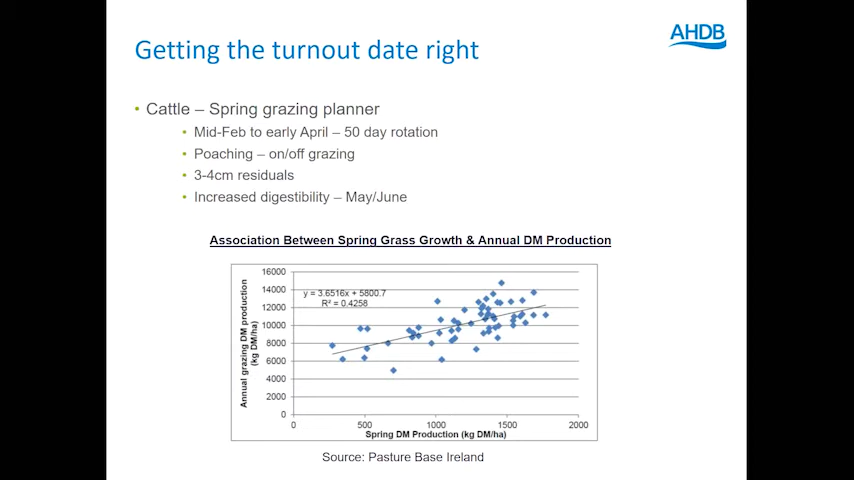 Getting the turnout date right
AHDB
• Cattle – Spring grazing planner
• Mid-Feb to early April – 50 day rotation
• Poaching – on/off grazing
• 3-4cm residuals
• Increased digestibility – May/June
Association Between Spring Grass Growth & Annual DM Production
Annual grazing DM production
(kg DM/ha)
16000
14000
12000
10000
8000
6000
4000
2000
0
y = 3.6516x + 5800.7
R² = 0.4258
0 500 1000 1500 2000
Spring DM Production (kg DM/ha)
Source: Pasture Base Ireland